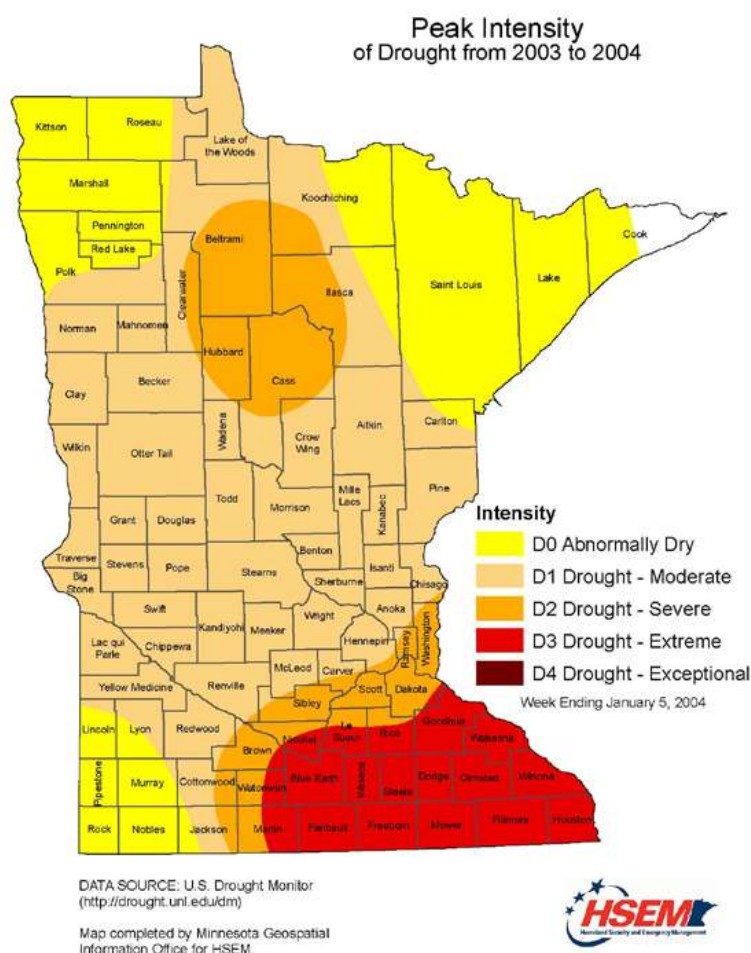 Peak Intensity
of Drought from 2003 to 2004
Kittson
Roseau
Lake of
the Woods
Marshall
Koochiching
Pennington
Red Lake
Beltrami
Cook
Polk
Clearwater
Itasca
Saint Louis
Lake
Norman
Mahnomen
Hubbard
Cass
Clay
Becker
Wadena
Crow
Wing
Aitkin
Carlton
Wilkin
Otter Tail
Todd
Morrison
Mille
Lacs
Kanabec
Pine
Grant
Douglas
Traverse
Stevens
Pope
Benton
Isanti
Big
Stone
Stearns
Sherburne
Chisago
Swift
Anoka
Wright
Lac qui
Parle
Chippewa
Kandiyohi
Meeker
Hennepin
Ramsey
Washington
McLeod
Carver
Yellow Medicine
Renville
Scott
Dakota
Sibley
Lincoln
Lyon
Redwood
Nicollet
Le
Sueur
Rice
Goodhue
Wabasha
Brown
Pipestone
Murray
Cottonwood
Watonwan
Blue Earth
Waseca
Steele
Dodge
Olmsted
Winona
Rock
Nobles
Jackson
Martin
Faribault
Freeborn
Mower
Fillmore
Houston
Intensity
D0 Abnormally Dry
D1 Drought - Moderate
D2 Drought - Severe
D3 Drought - Extreme
D4 Drought - Exceptional
Week Ending January 5, 2004
DATA SOURCE: U.S. Drought Monitor
(http://drought.unl.edu/dm)
Map completed by Minnesota Geospatial
Information Office for HSEM.
HSEM
Homeland Security and Emergency Management